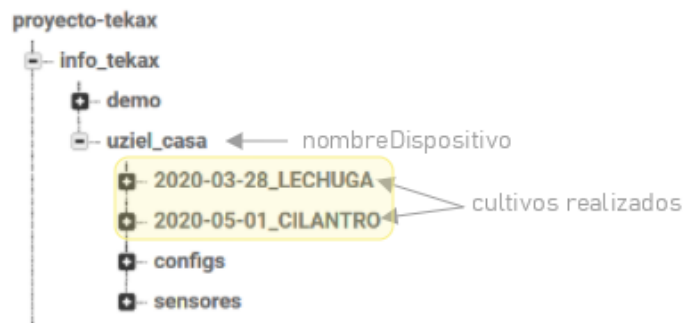 proyecto-tekax
info_tekax
demo
uziel_casa nombreDispositivo
2020-03-28_LECHUGA
cultivos realizados
2020-05-01_CILANTRO
configs
sensores